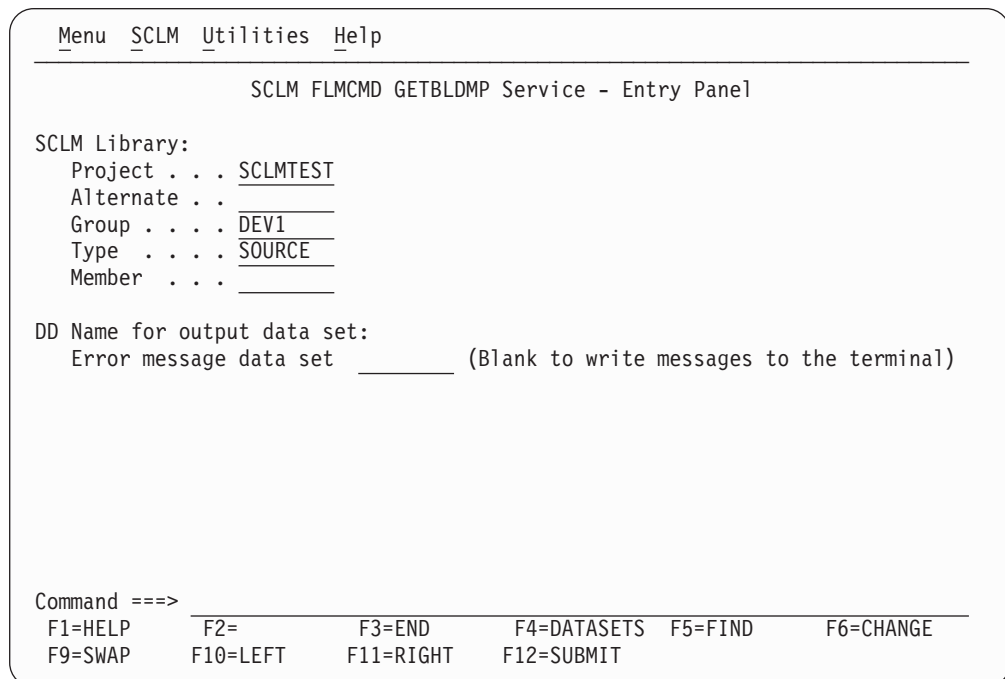 Menu SCLM Utilities Help
SCLM FLMCMD GETBLDMP Service - Entry Panel
SCLM Library:
Project . . . SCLMTEST
Alternate . .
Group . . . . DEV1
Type . . . . SOURCE
Member . . .
DD Name for output data set:
Error message data set (Blank to write messages to the terminal)
Command ===>
F1=HELP F2= F3=END F4=DATASETS F5=FIND F6=CHANGE
F9=SWAP F10=LEFT F11=RIGHT F12=SUBMIT